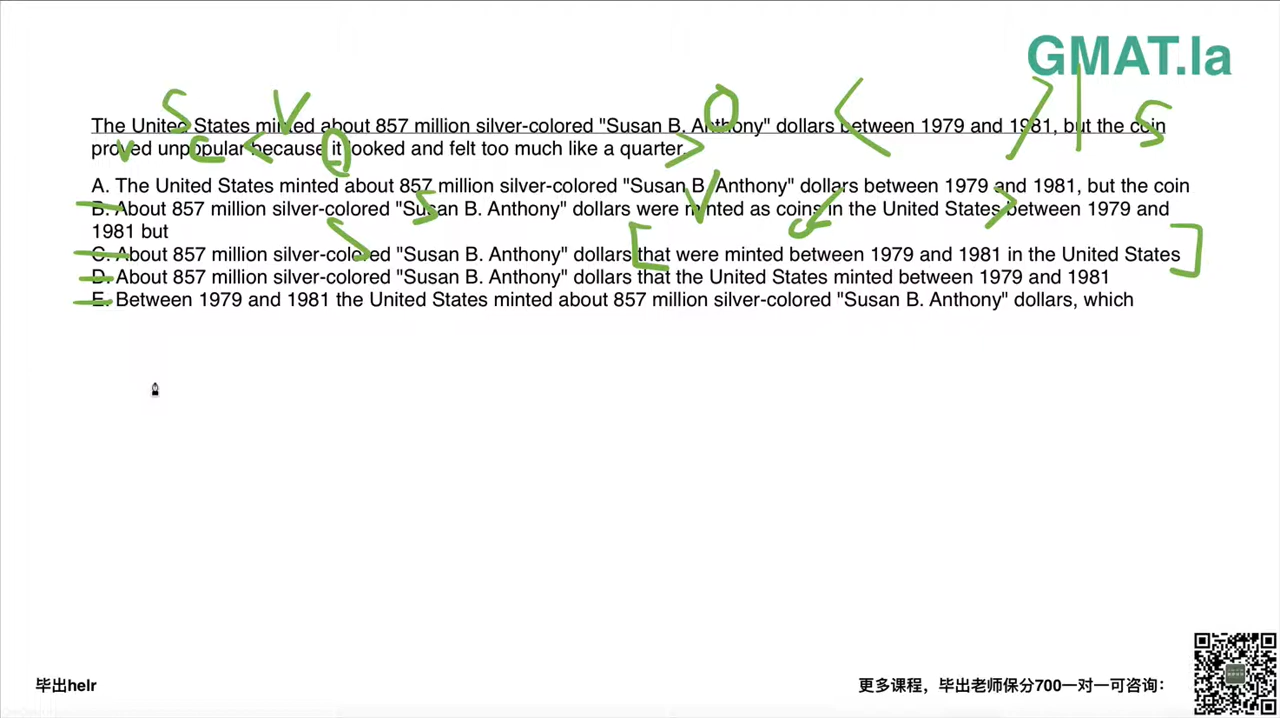 GMAT.la
The United States minted about 857 million silver-colored "Susan B. Anthony" dollars between 1979 and 1981, but the coin
proved unpopular because it looked and felt too much like a quarter.
A. The United States minted about 857 million silver-colored "Susan B. Anthony" dollars between 1979 and 1981, but the coin
B. About 857 million silver-colored "Susan B. Anthony" dollars were minted as coins in the United States between 1979 and
1981 but
C. About 857 million silver-colored "Susan B. Anthony" dollars that were minted between 1979 and 1981 in the United States
D. About 857 million silver-colored "Susan B. Anthony" dollars that the United States minted between 1979 and 1981
E. Between 1979 and 1981 the United States minted about 857 million silver-colored "Susan B. Anthony" dollars, which
毕出helr
更多课程，毕出老师保分700一对一可咨询：